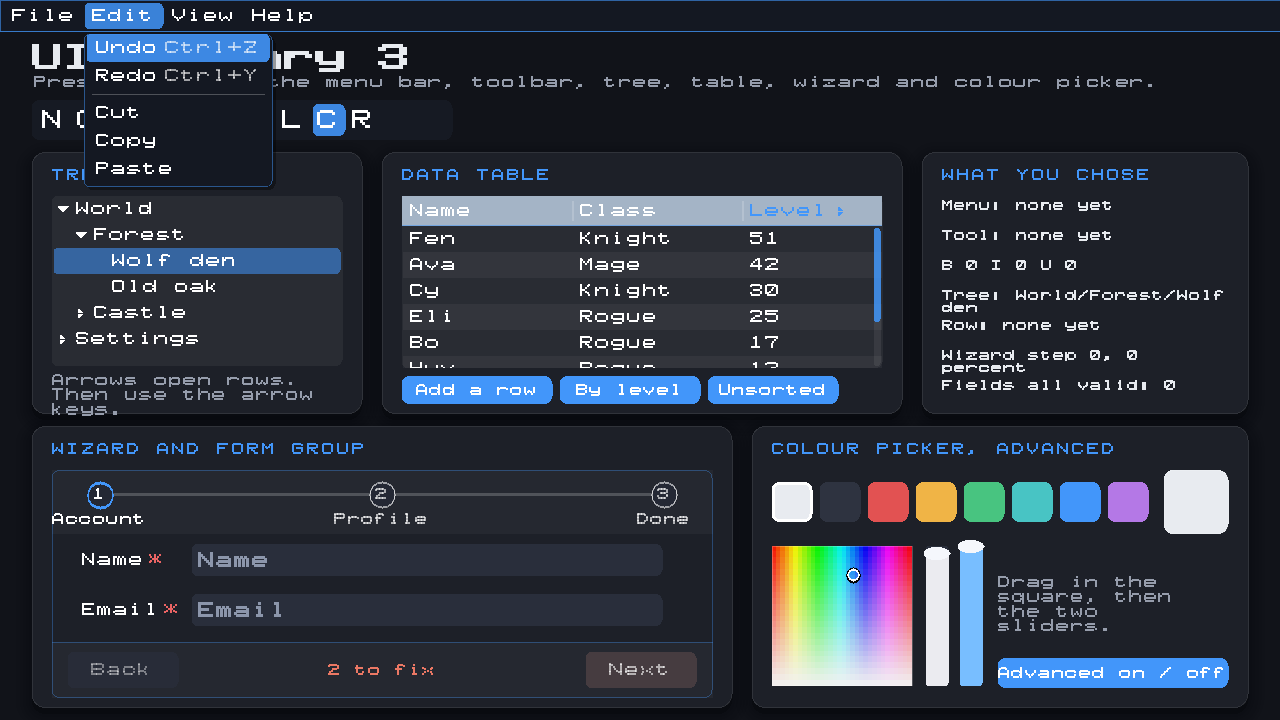 File Edit View Help
Undo Ctrl+Z
Redo Ctrl+Y
Cut
Copy
Paste
UI ary 3
Pres the menu bar, toolbar, tree, table, wizard and colour picker.
N L C R
TR
World
Forest
Wolf den
Old oak
Castle
Settings
Arrows open rows.
Then use the arrow
keys.
DATA TABLE
Name Class Level
Fen Knight 51
Ava Mage 42
Cy Knight 30
Eli Rogue 25
Bo Rogue 17
Add a row By level Unsorted
WHAT YOU CHOSE
Menu: none yet
Tool: none yet
B 0 I 0 U 0
Tree: World/Forest/Wolf
den
Row: none yet
Wizard step 0, 0
percent
Fields all valid: 0
WIZARD AND FORM GROUP
1 2 3
Account Profile Done
Name * Name
Email * Email
Back 2 to fix Next
COLOUR PICKER, ADVANCED
Drag in the
square, then
the two
sliders.
Advanced on / off